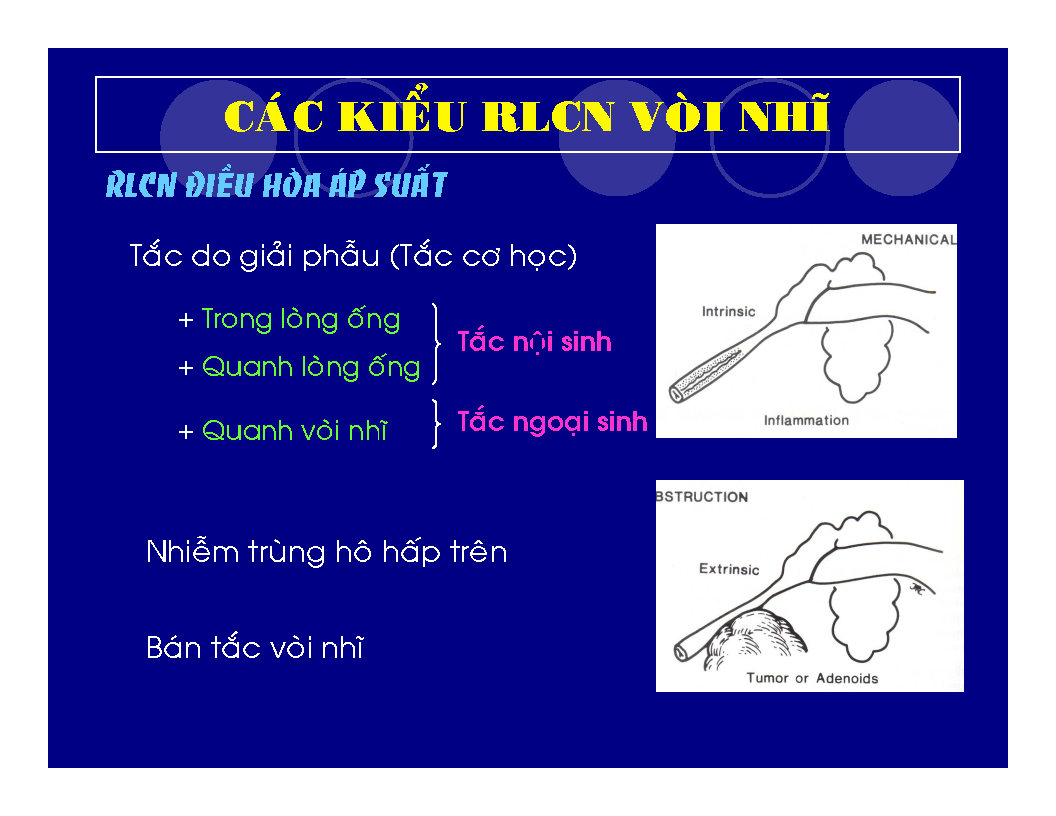 CÁC KIỂU RLCN VÒI NHĨ
RLCN ĐIỀU HÒA ÁP SUẤT
Tắc do giải phẫu (Tắc cơ học)
+ Trong lòng ống
+ Quanh lòng ống
Tắc nội sinh
+ Quanh vòi nhĩ
Tắc ngoại sinh
Nhiễm trùng hô hấp trên
Bán tắc vòi nhĩ
MECHANICAL
Intrinsic
Inflammation
BSTRUCTION
Extrinsic
Tumor or Adenoids